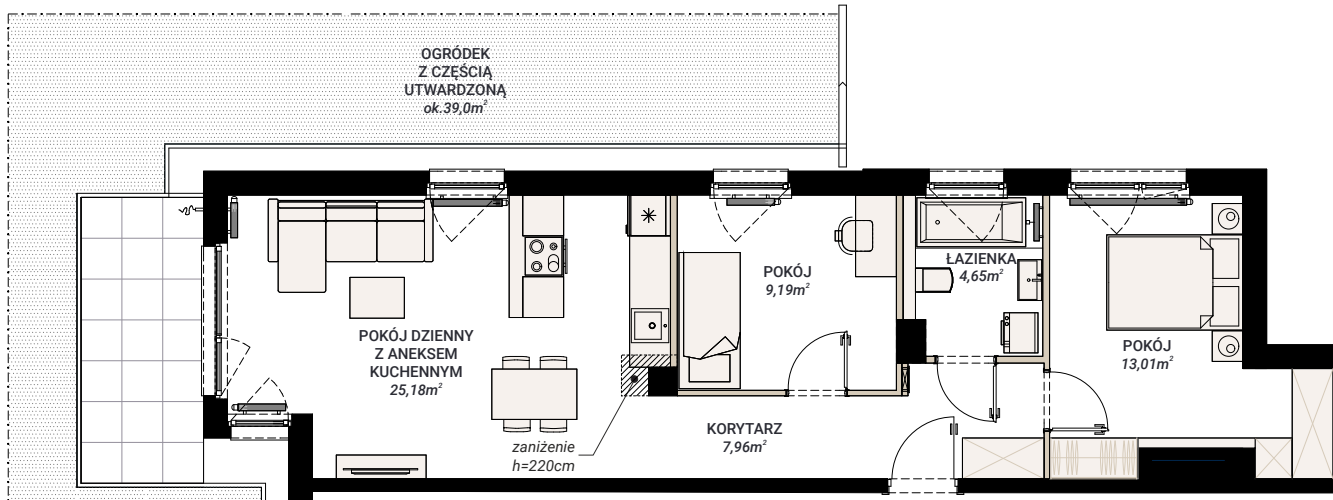 OGRÓDEK
Z CZĘŚCIĄ
UTWARDZONĄ
ok.39,0m²
POKÓJ DZIENNY
Z ANEKSEM
KUCHENNYM
25,18m²
POKÓJ
9,19m²
ŁAZIENKA
4,65m²
POKÓJ
13,01m²
KORYTARZ
7,96m²
zaniżenie
h=220cm